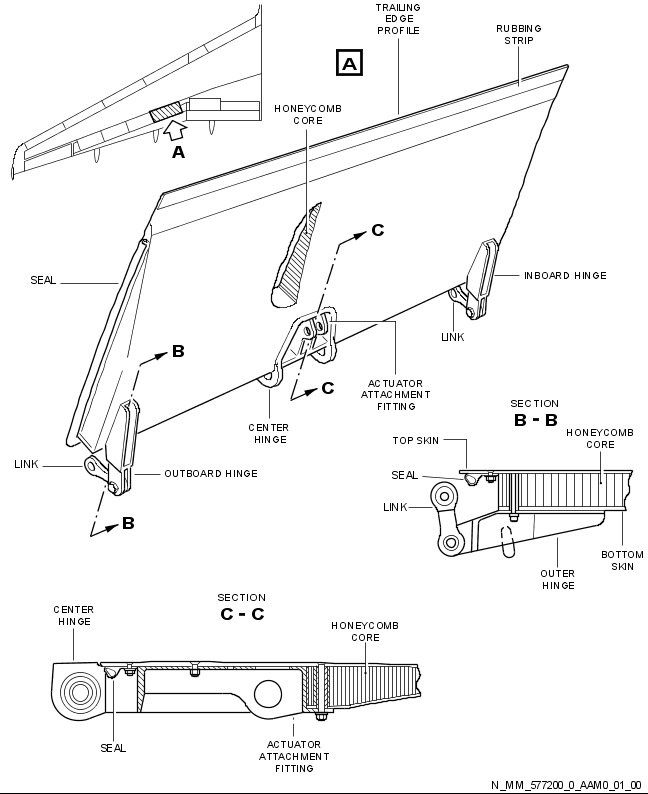 TRAILING
EDGE
PROFILE
RUBBING
STRIP
A
HONEYCOMB
CORE
A
C
SEAL
INBOARD HINGE
LINK
B
C
ACTUATOR
ATTACHMENT
FITTING
CENTER
HINGE
SECTION
B - B
HONEYCOMB
CORE
TOP SKIN
SEAL
LINK
OUTBOARD HINGE
LINK
B
BOTTOM
SKIN
OUTER
HINGE
SECTION
C - C
CENTER
HINGE
HONEYCOMB
CORE
SEAL
ACTUATOR
ATTACHMENT
FITTING
N_MM_577200_0_AAM0_01_00